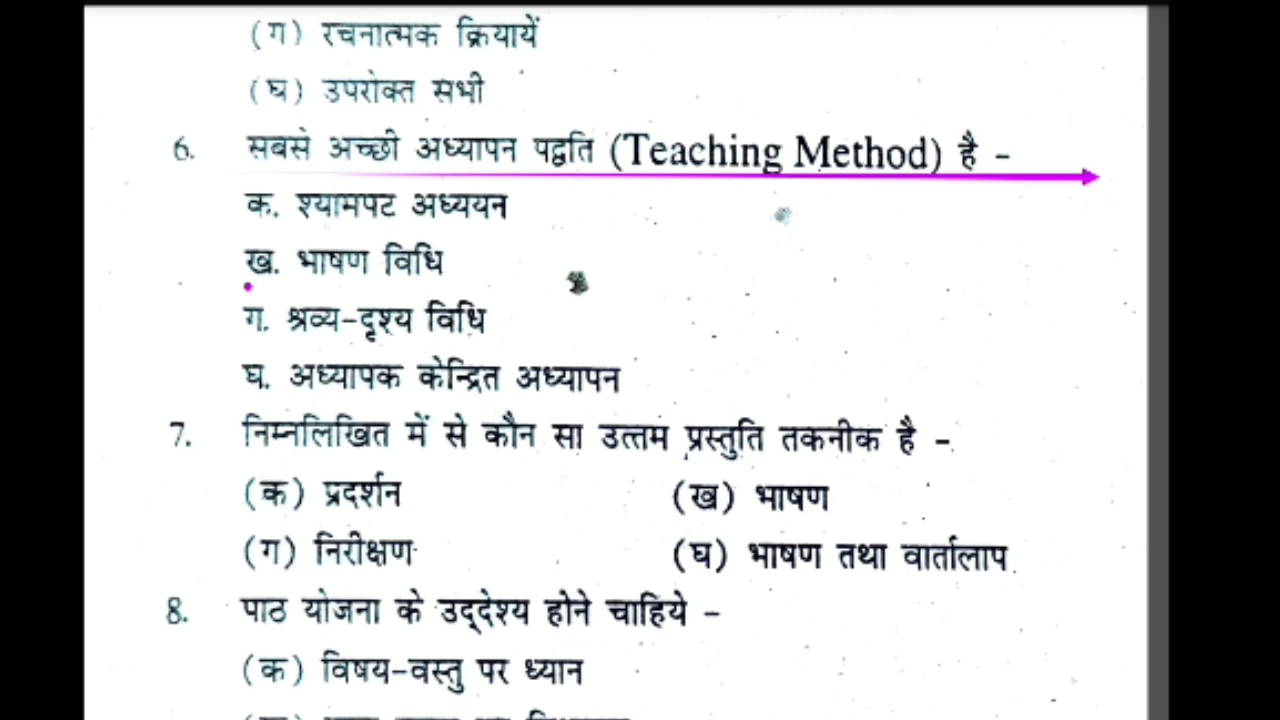 (ग) रचनात्मक क्रियायें
(घ) उपरोक्त सभी
6. सबसे अच्छी अध्यापन पद्वति (Teaching Method) है –
क. श्यामपट अध्ययन
ख. भाषण विधि
ग. श्रव्य-दृश्य विधि
घ. अध्यापक केन्द्रित अध्यापन
7. निम्नलिखित में से कौन सा उत्तम प्रस्तुति तकनीक है –
(क) प्रदर्शन (ख) भाषण
(ग) निरीक्षण (घ) भाषण तथा वार्तालाप
8. पाठ योजना के उद्देश्य होने चाहिये –
(क) विषय-वस्तु पर ध्यान